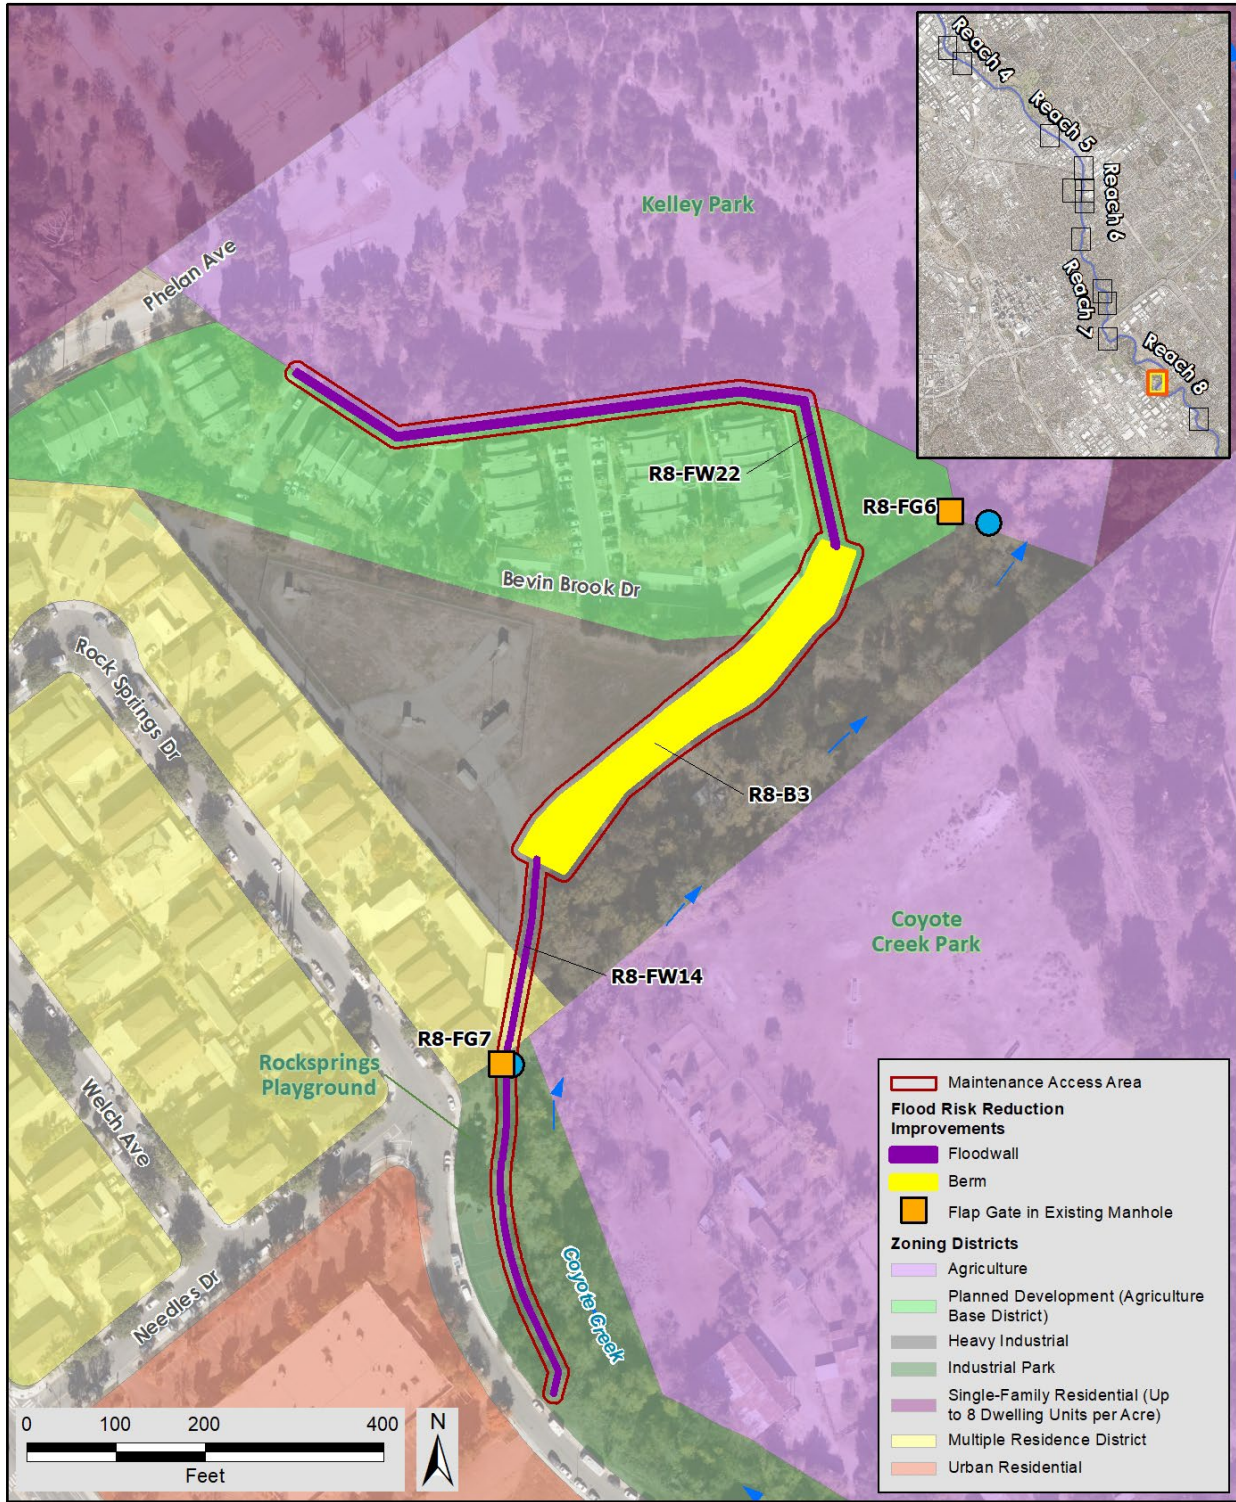 Reach 4
Reach 5
Reach 6
Reach 7
Reach 8
Kelley Park
Phelan Ave
R8-FW22
R8-FG6
Bevin Brook Dr
Rock Springs Dr
R8-B3
Coyote
Creek Park
R8-FW14
R8-FG7
Rocksprings
Playground
Welch Ave
Needles Dr
Coyote Creek
Maintenance Access Area
Flood Risk Reduction
Improvements
Floodwall
Berm
Flap Gate in Existing Manhole
Zoning Districts
Agriculture
Planned Development (Agriculture
Base District)
Heavy Industrial
Industrial Park
Single-Family Residential (Up
to 8 Dwelling Units per Acre)
Multiple Residence District
Urban Residential
0 100 200 400
Feet
N